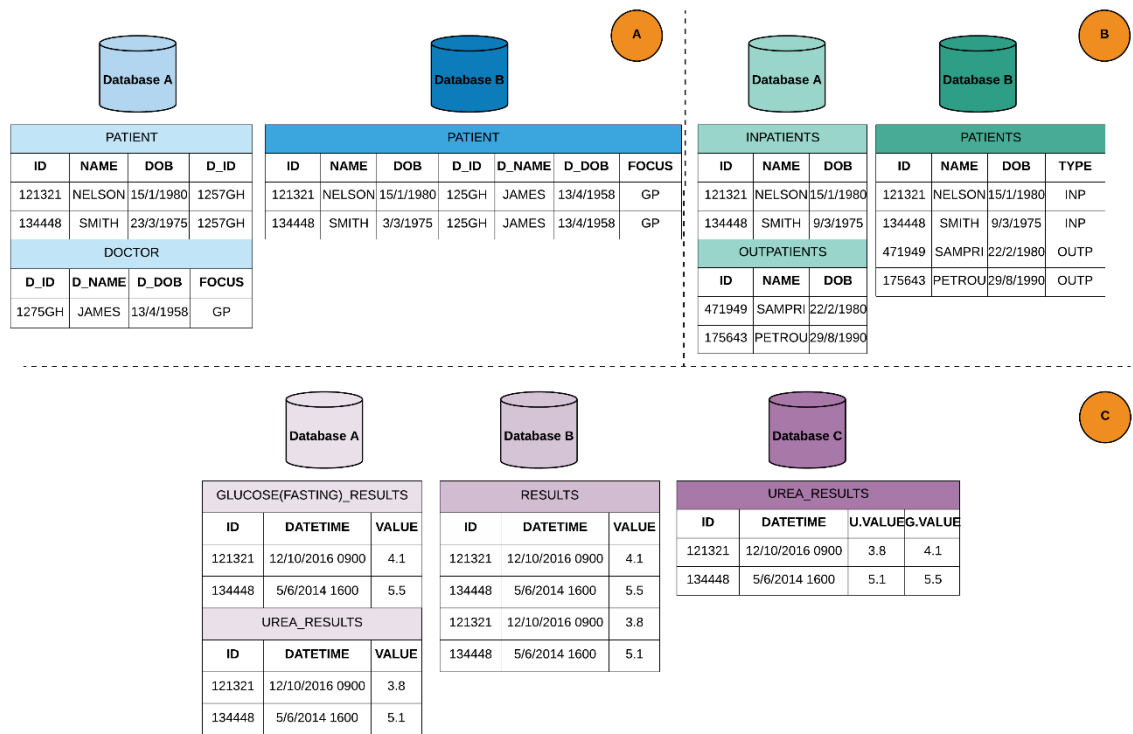 A
B
Database A
Database B
Database A
Database B
PATIENT
ID NAME DOB D_ID
121321 NELSON 15/1/1980 1257GH
134448 SMITH 23/3/1975 1257GH
DOCTOR
D_ID D_NAME D_DOB FOCUS
1275GH JAMES 13/4/1958 GP
PATIENT
ID NAME DOB D_ID D_NAME D_DOB FOCUS
121321 NELSON 15/1/1980 125GH JAMES 13/4/1958 GP
134448 SMITH 3/3/1975 125GH JAMES 13/4/1958 GP
INPATIENTS
ID NAME DOB
121321 NELSON 15/1/1980
134448 SMITH 9/3/1975
OUTPATIENTS
ID NAME DOB
471949 SAMPRI 22/2/1980
175643 PETROU 29/8/1990
PATIENTS
ID NAME DOB TYPE
121321 NELSON 15/1/1980 INP
134448 SMITH 9/3/1975 INP
471949 SAMPRI 22/2/1980 OUTP
175643 PETROU 29/8/1990 OUTP
C
Database A
Database B
Database C
GLUCOSE(FASTING)_RESULTS
ID DATETIME VALUE
121321 12/10/2016 0900 4.1
134448 5/6/2014 1600 5.5
UREA_RESULTS
ID DATETIME VALUE
121321 12/10/2016 0900 3.8
134448 5/6/2014 1600 5.1
RESULTS
ID DATETIME VALUE
121321 12/10/2016 0900 4.1
134448 5/6/2014 1600 5.5
121321 12/10/2016 0900 3.8
134448 5/6/2014 1600 5.1
UREA_RESULTS
ID DATETIME U.VALUE G.VALUE
121321 12/10/2016 0900 3.8 4.1
134448 5/6/2014 1600 5.1 5.5